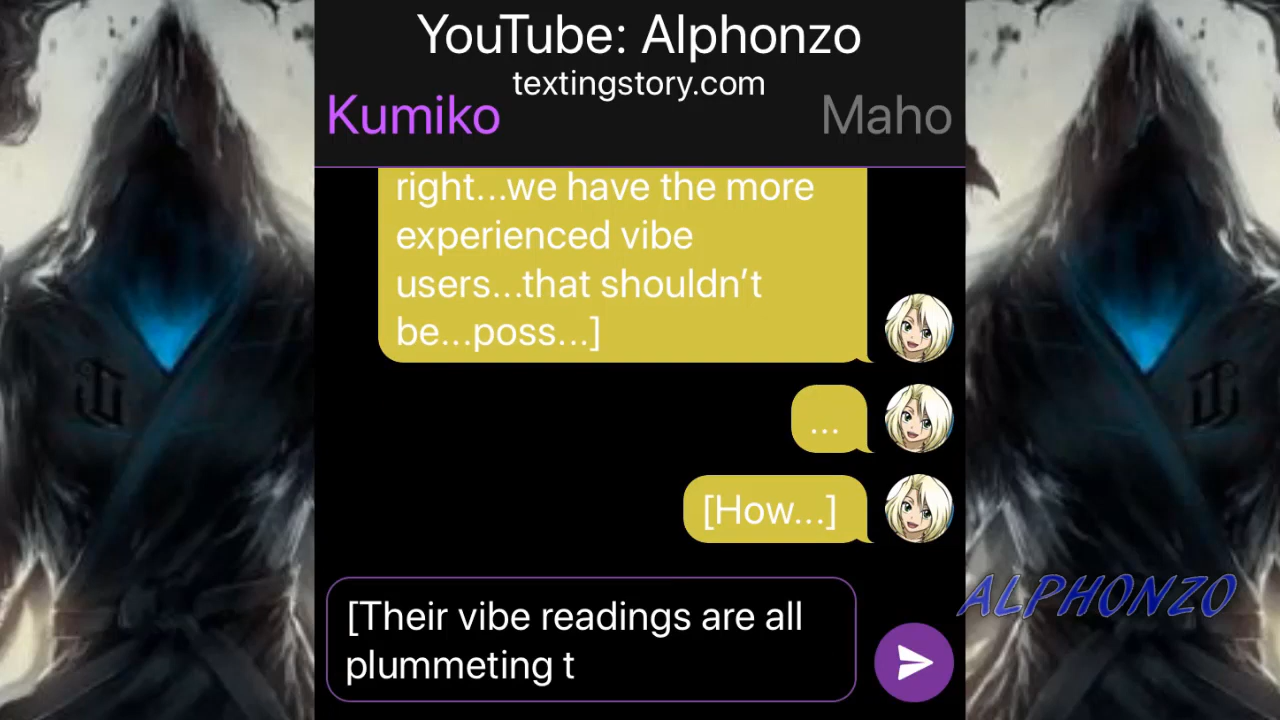 YouTube: Alphonzo
textingstory.com
Kumiko
Maho
right...we have the more
experienced vibe
users...that shouldn’t
be...poss...]
...
[How...]
[Their vibe readings are all
plummeting t
ALPHONZO